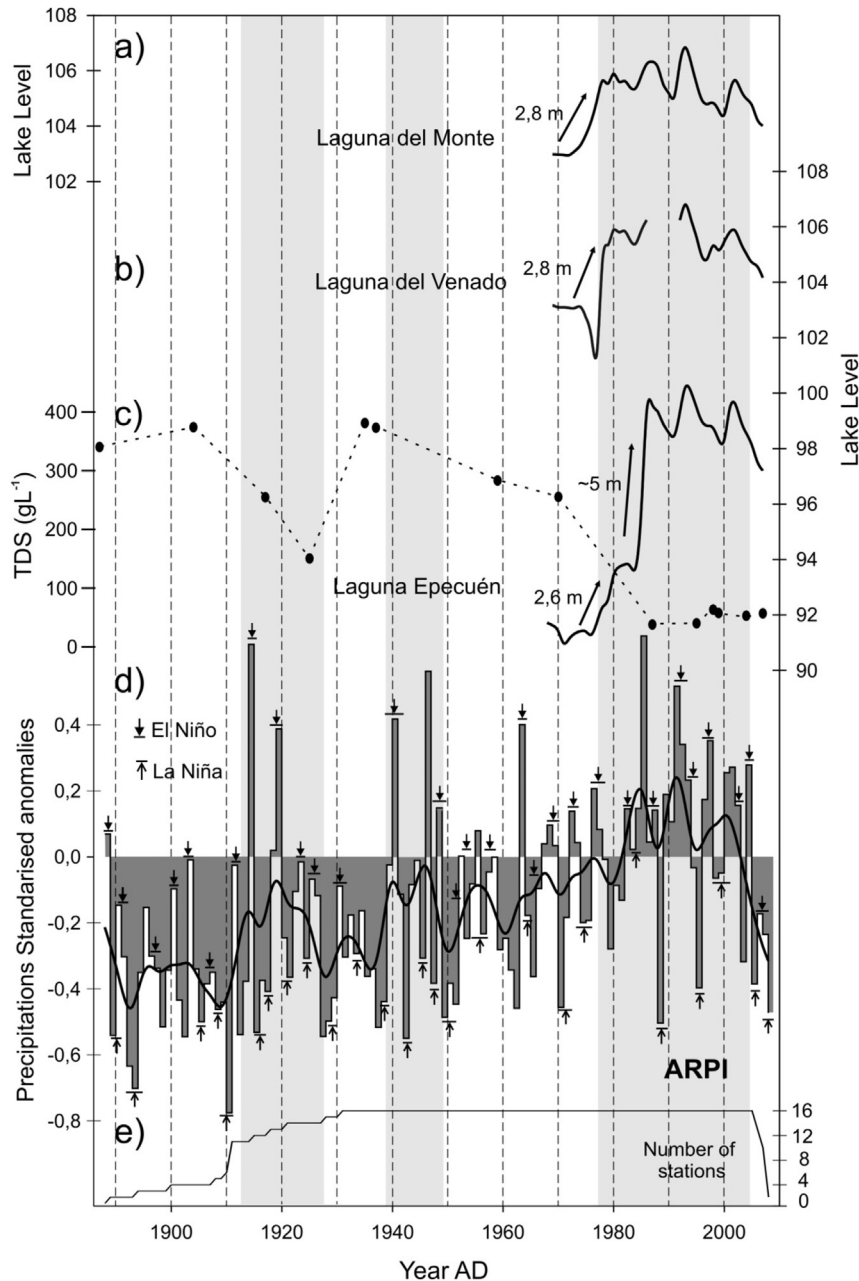 108
a)
106
104
102
Lake Level
2,8 m
Laguna del Monte
108
106
104
102
b)
2,8 m
Laguna del Venado
100
98
96
94
92
90
Lake Level
c)
400
300
200
100
0
TDS (gL⁻¹)
~5 m
Laguna Epecuén
2,6 m
d)
El Niño
La Niña
0,4
0,2
0,0
-0,2
-0,4
-0,6
-0,8
Precipitations Standarised anomalies
ARPI
e)
Number of
stations
16
12
8
4
0
1900
1920
1940
1960
1980
2000
Year AD